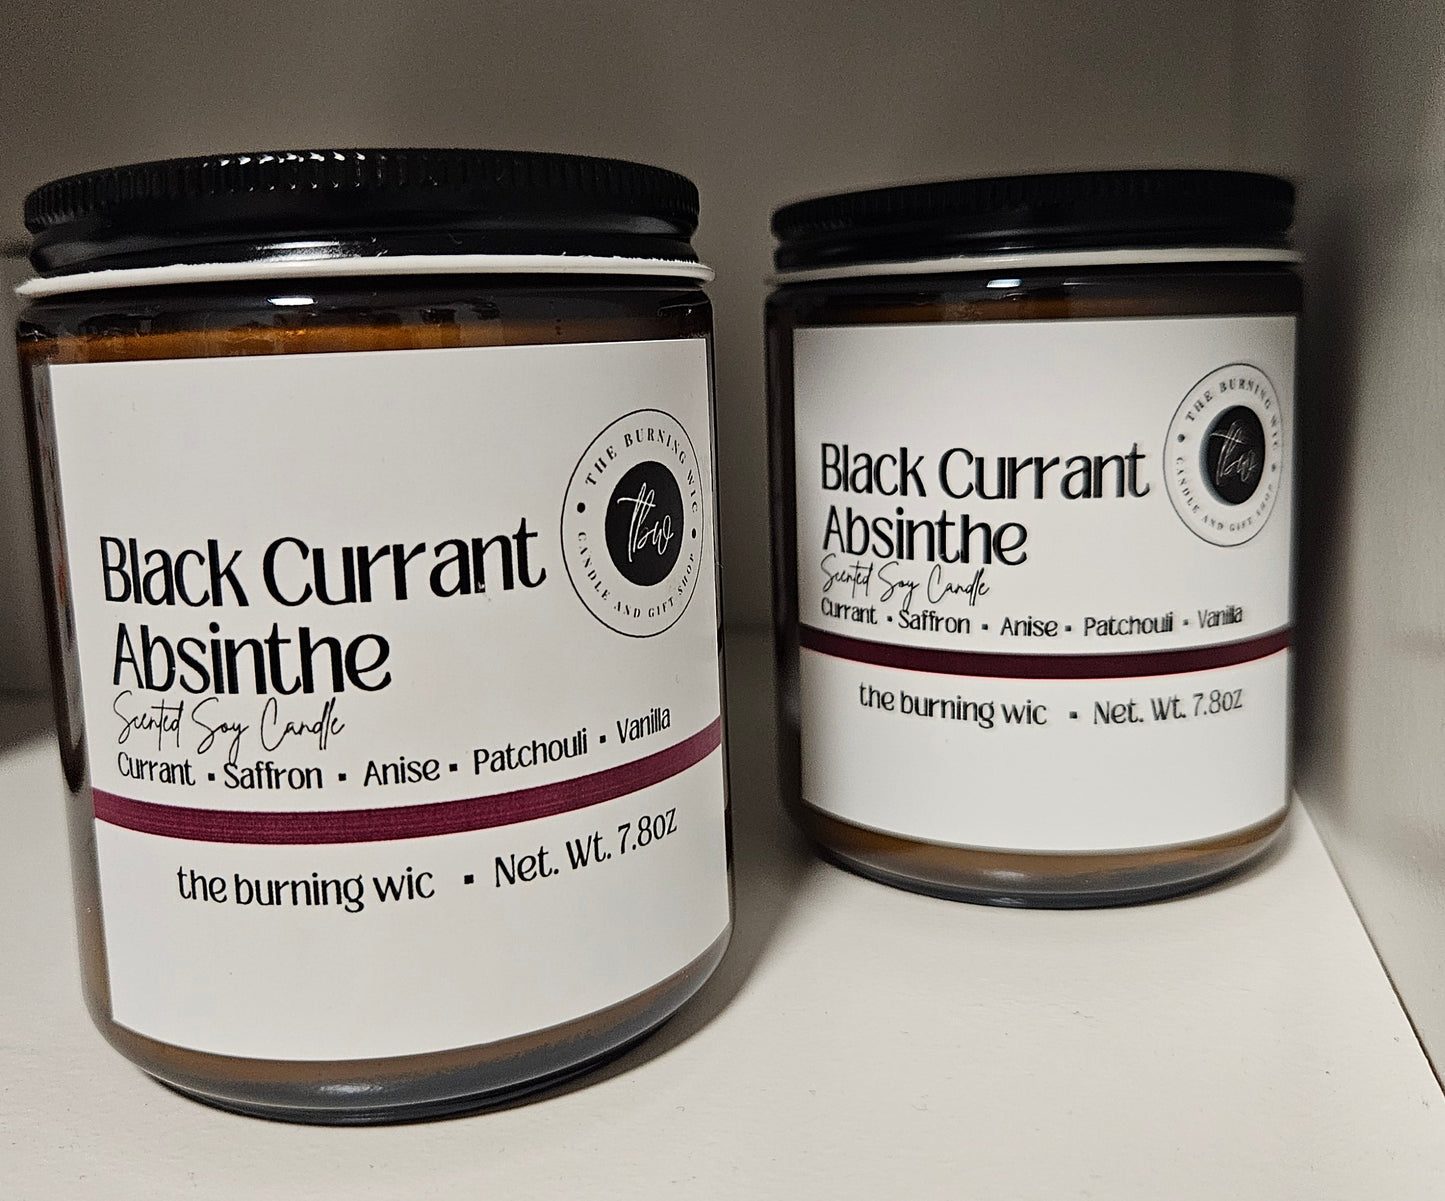 THE BURNING WIC
tbw
CANDLE AND GIFT SHOP
Black Currant
Absinthe
Scented Soy Candle
Currant ▪ Saffron ▪ Anise ▪ Patchouli ▪ Vanilla
the burning wic ▪ Net. Wt. 7.8oz
THE BURNING WIC
tbw
CANDLE AND GIFT SHOP
Black Currant
Absinthe
Scented Soy Candle
Currant ▪ Saffron ▪ Anise ▪ Patchouli ▪ Vanilla
the burning wic ▪ Net. Wt. 7.8oz